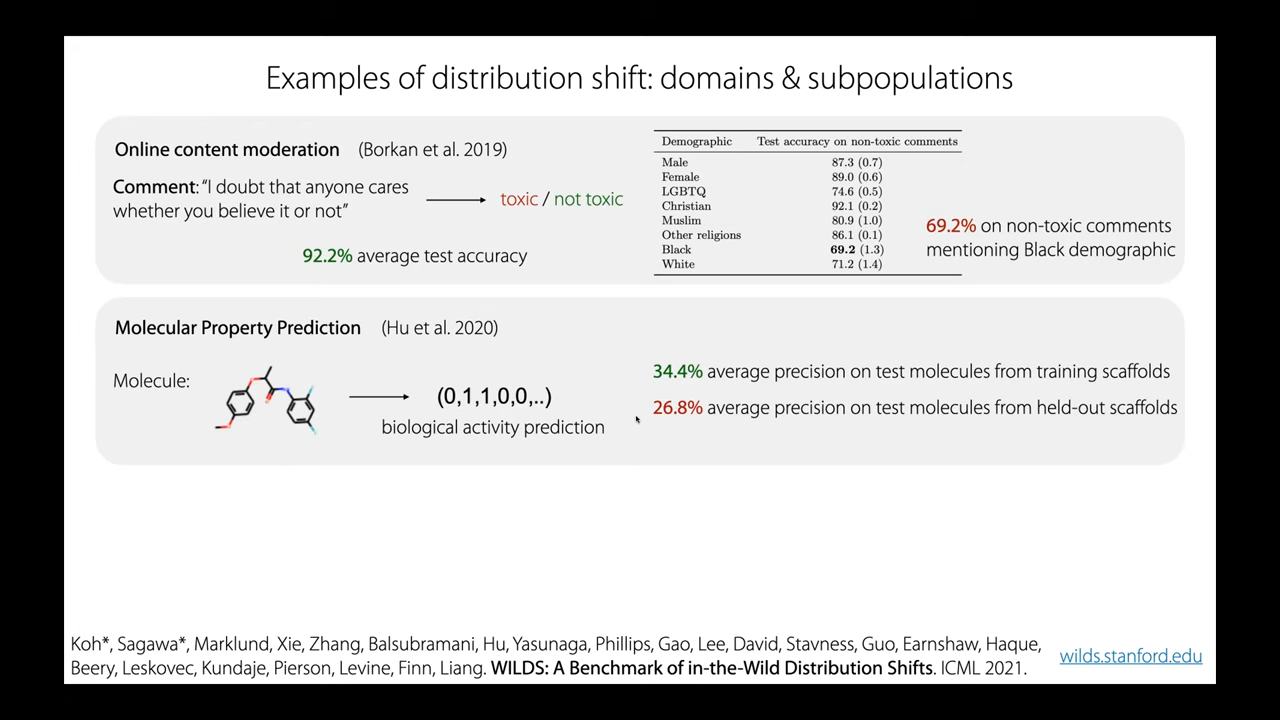 Examples of distribution shift: domains & subpopulations
Online content moderation (Borkan et al. 2019)
Comment: “I doubt that anyone cares
whether you believe it or not”
toxic / not toxic
92.2% average test accuracy
Demographic Test accuracy on non-toxic comments
Male 87.3 (0.7)
Female 89.0 (0.6)
LGBTQ 74.6 (0.5)
Christian 92.1 (0.2)
Muslim 80.9 (1.0)
Other religions 86.1 (0.1)
Black 69.2 (1.3)
White 71.2 (1.4)
69.2% on non-toxic comments
mentioning Black demographic
Molecular Property Prediction (Hu et al. 2020)
Molecule:
(0,1,1,0,0,..)
biological activity prediction
34.4% average precision on test molecules from training scaffolds
26.8% average precision on test molecules from held-out scaffolds
Koh*, Sagawa*, Marklund, Xie, Zhang, Balsubramani, Hu, Yasunaga, Phillips, Gao, Lee, David, Stavness, Guo, Earnshaw, Haque,
Beery, Leskovec, Kundaje, Pierson, Levine, Finn, Liang. WILDS: A Benchmark of in-the-Wild Distribution Shifts. ICML 2021.
wilds.stanford.edu